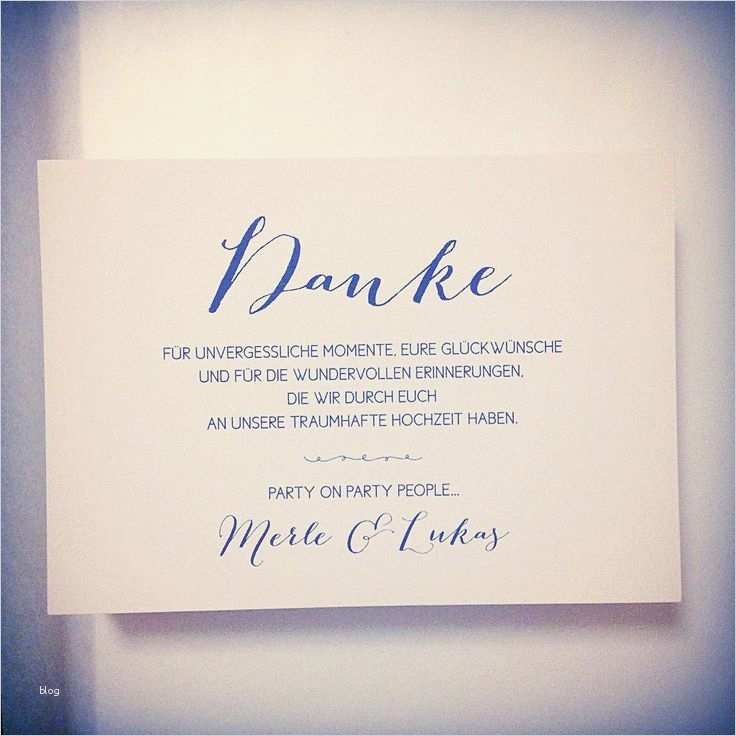 Danke
FÜR UNVERGESSLICHE MOMENTE, EURE GLÜCKWÜNSCHE
UND FÜR DIE WUNDERVOLLEN ERINNERUNGEN,
DIE WIR DURCH EUCH
AN UNSERE TRAUMHAFTE HOCHZEIT HABEN.
PARTY ON PARTY PEOPLE...
Merle & Lukas
blog